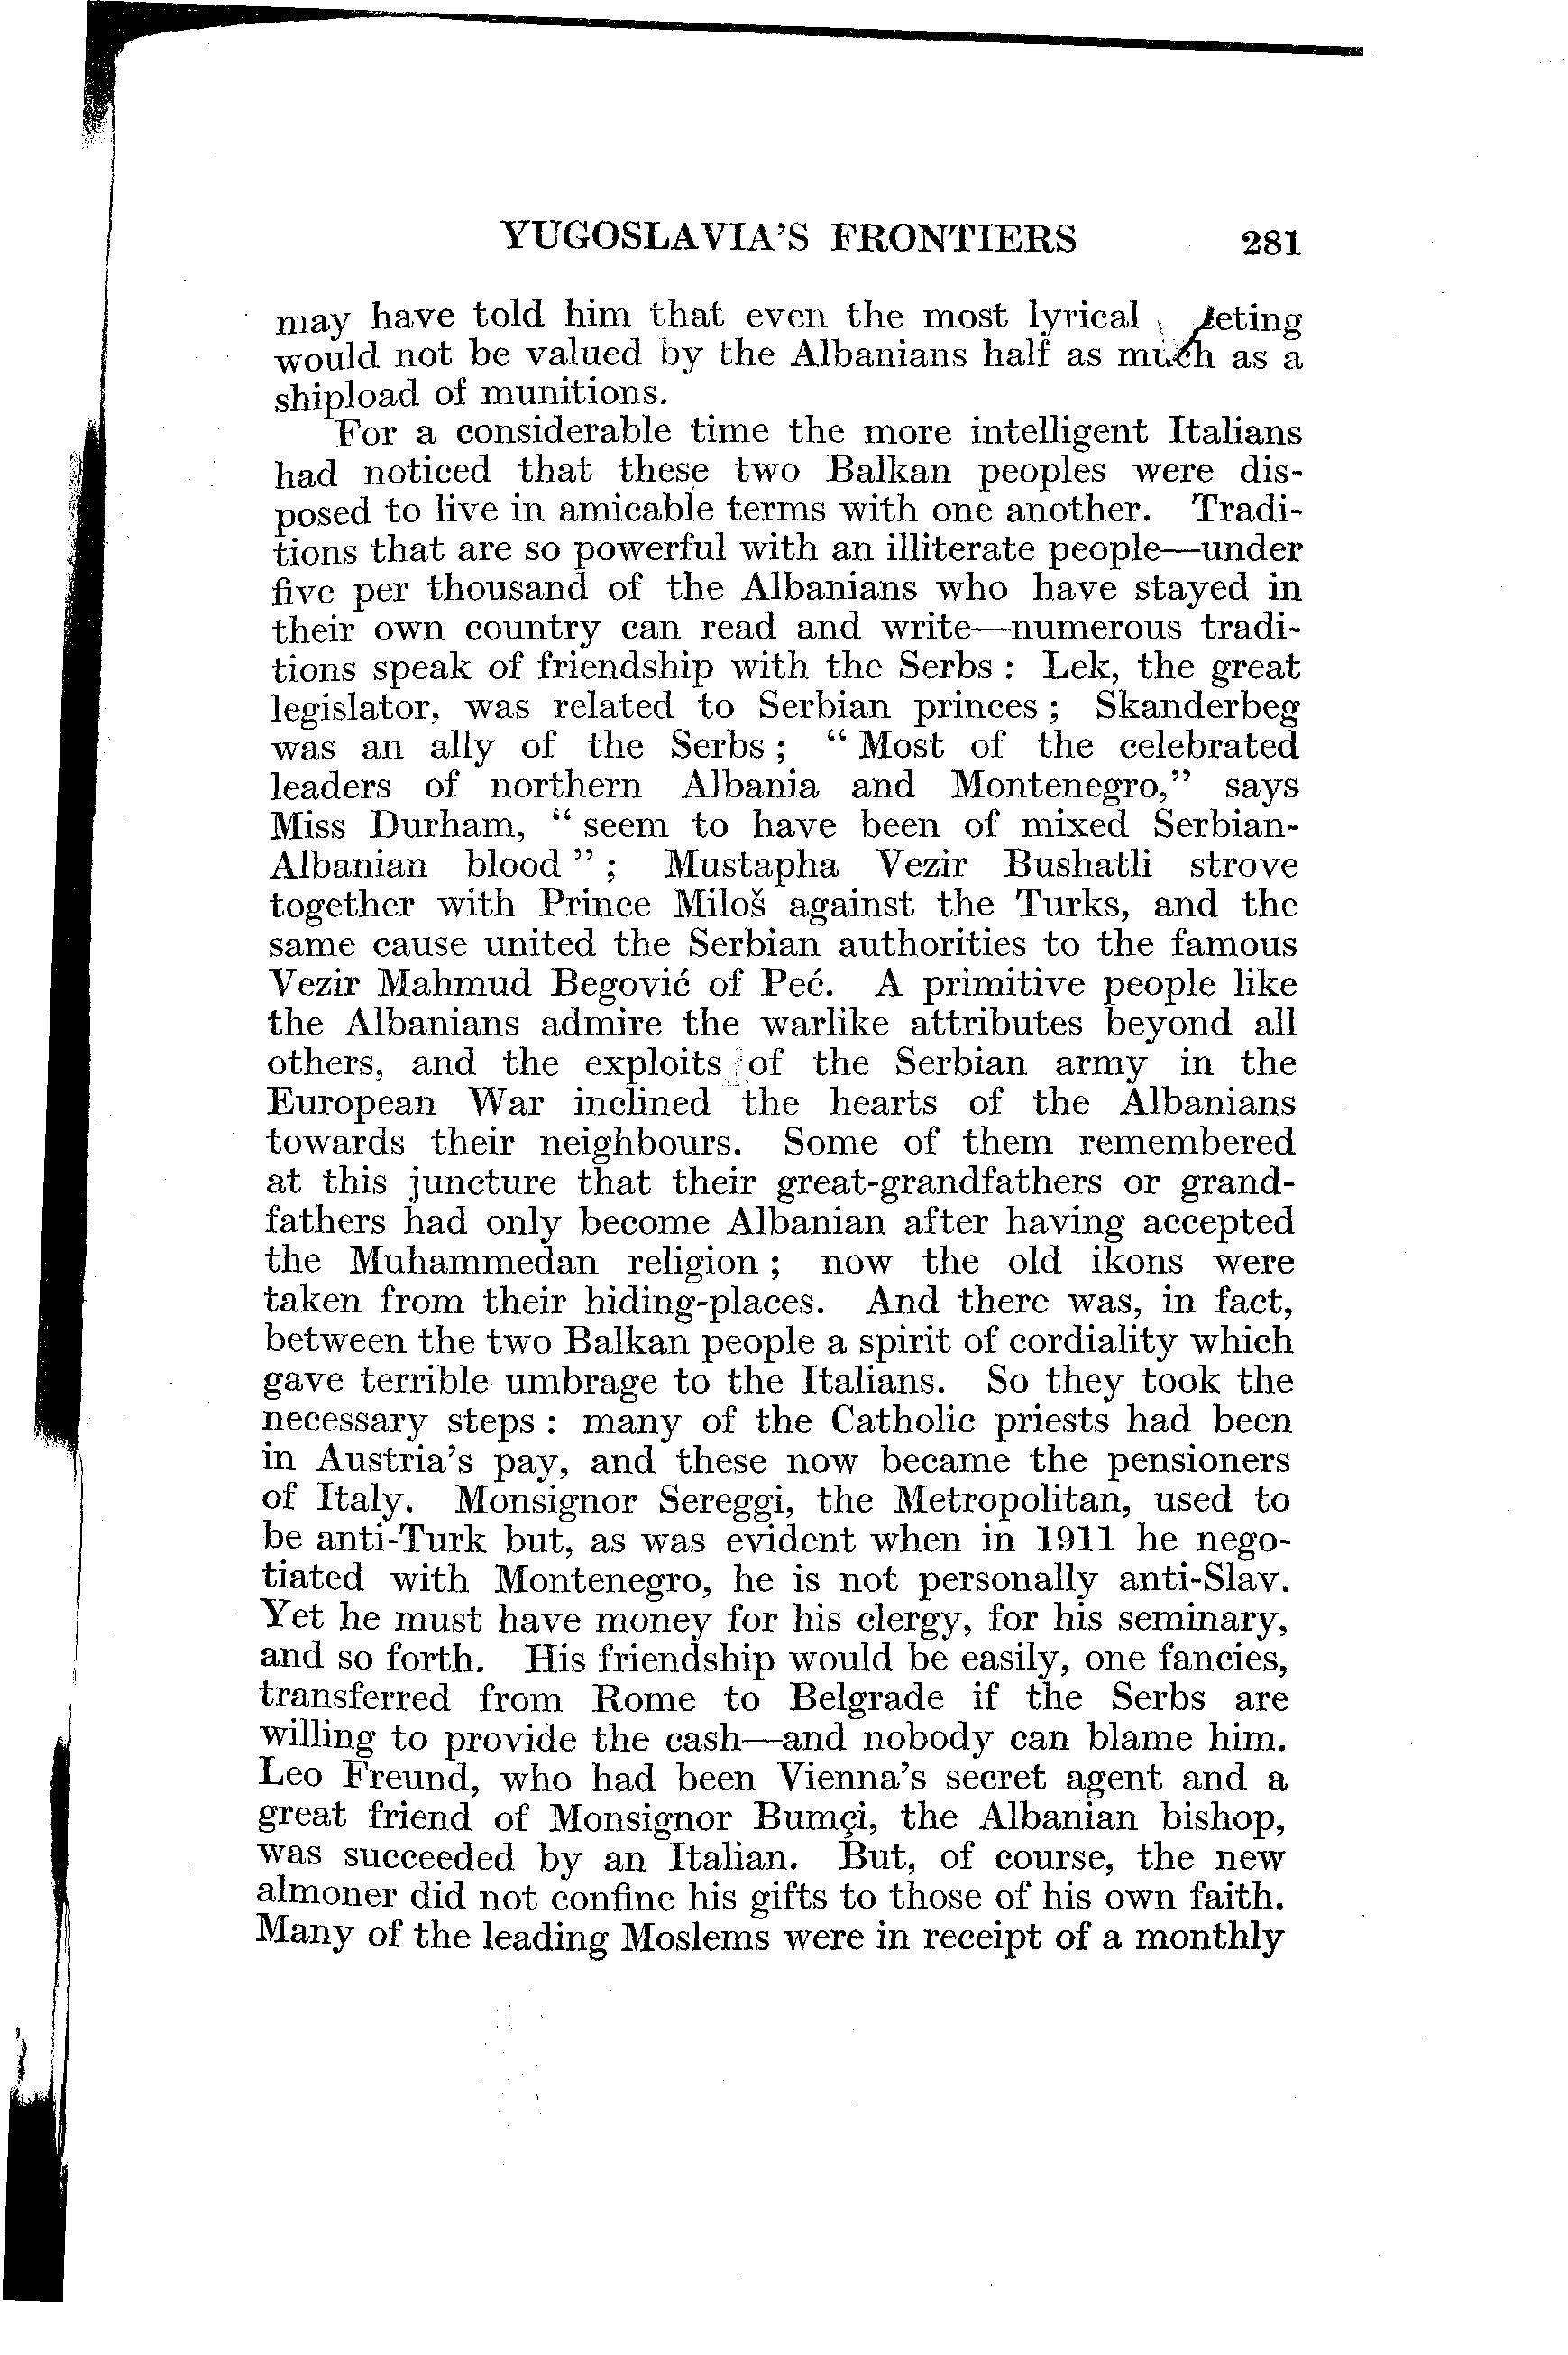 YUGOSLAVIA'S FRONTIERS 281
may have told him that even the most lyrical
would not be valued by the Albanians half as much as a
shipload of munitions.
For a considerable time the more intelligent Italians
had noticed that these two Balkan peoples were dis-
posed to live in amicable terms with one another. Tradi-
tions that are so powerful with an illiterate people—under
five per thousand of the Albanians who have stayed in
their own country can read and write—numerous tradi-
tions speak of friendship with the Serbs : Lek, the great
legislator, was related to Serbian princes ; Skanderbeg
was an ally of the Serbs ; “ Most of the celebrated
leaders of northern Albania and Montenegro,” says
Miss Durham, “ seem to have been of mixed Serbian-
Albanian blood ” ; Mustapha Vezir Bushatli strove
together with Prince Miloš against the Turks, and the
same cause united the Serbian authorities to the famous
Vezir Mahmud Begović of Peć. A primitive people like
the Albanians admire the warlike attributes beyond all
others, and the exploits of the Serbian army in the
European War inclined the hearts of the Albanians
towards their neighbours. Some of them remembered
at this juncture that their great-grandfathers or grand-
fathers had only become Albanian after having accepted
the Muhammedan religion ; now the old ikons were
taken from their hiding-places. And there was, in fact,
between the two Balkan people a spirit of cordiality which
gave terrible umbrage to the Italians. So they took the
necessary steps : many of the Catholic priests had been
in Austria's pay, and these now became the pensioners
of Italy. Monsignor Sereggi, the Metropolitan, used to
be anti-Turk but, as was evident when in 1911 he nego-
tiated with Montenegro, he is not personally anti-Slav.
Yet he must have money for his clergy, for his seminary,
and so forth. His friendship would be easily, one fancies,
transferred from Rome to Belgrade if the Serbs are
willing to provide the cash—and nobody can blame him.
Leo Freund, who had been Vienna's secret agent and a
great friend of Monsignor Bumçi, the Albanian bishop,
was succeeded by an Italian. But, of course, the new
almoner did not confine his gifts to those of his own faith.
Many of the leading Moslems were in receipt of a monthly